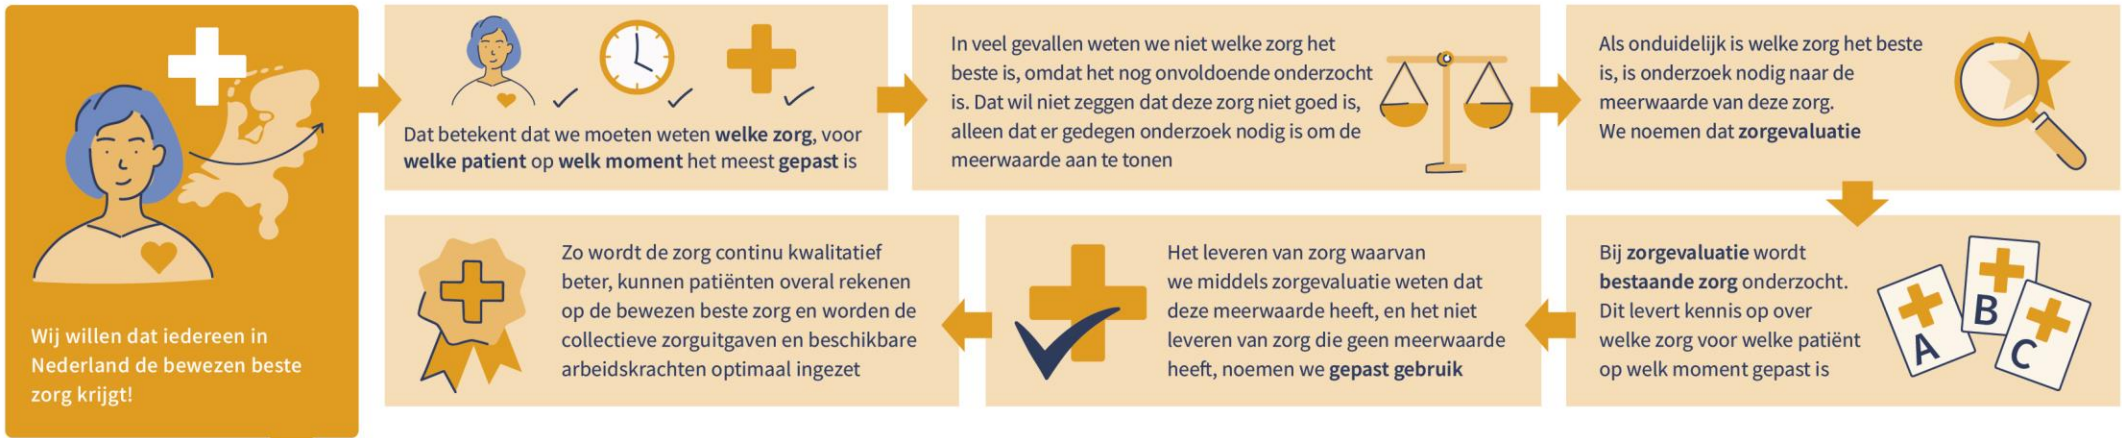 Wij willen dat iedereen in
Nederland de bewezen beste
zorg krijgt!
Dat betekent dat we moeten weten welke zorg, voor
welke patient op welk moment het meest gepast is
In veel gevallen weten we niet welke zorg het
beste is, omdat het nog onvoldoende onderzocht
is. Dat wil niet zeggen dat deze zorg niet goed is,
alleen dat er gedegen onderzoek nodig is om de
meerwaarde aan te tonen
Als onduidelijk is welke zorg het beste
is, is onderzoek nodig naar de
meerwaarde van deze zorg.
We noemen dat zorgevaluatie
Bij zorgevaluatie wordt
bestaande zorg onderzocht.
Dit levert kennis op over
welke zorg voor welke patiënt
op welk moment gepast is
A
B
C
Het leveren van zorg waarvan
we middels zorgevaluatie weten dat
deze meerwaarde heeft, en het niet
leveren van zorg die geen meerwaarde
heeft, noemen we gepast gebruik
Zo wordt de zorg continu kwalitatief
beter, kunnen patiënten overal rekenen
op de bewezen beste zorg en worden de
collectieve zorguitgaven en beschikbare
arbeidskrachten optimaal ingezet